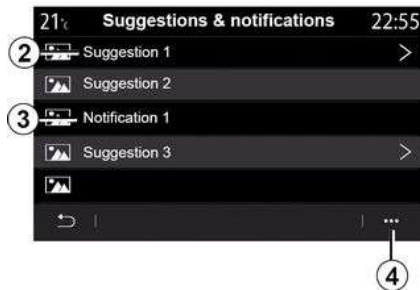 21°c Suggestions & notifications 22:55
2 Suggestion 1
Suggestion 2
3 Notification 1
Suggestion 3
4